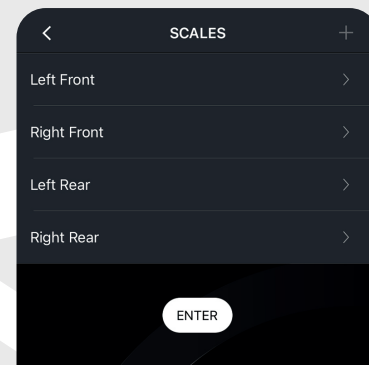 SCALES
Left Front
Right Front
Left Rear
Right Rear
ENTER